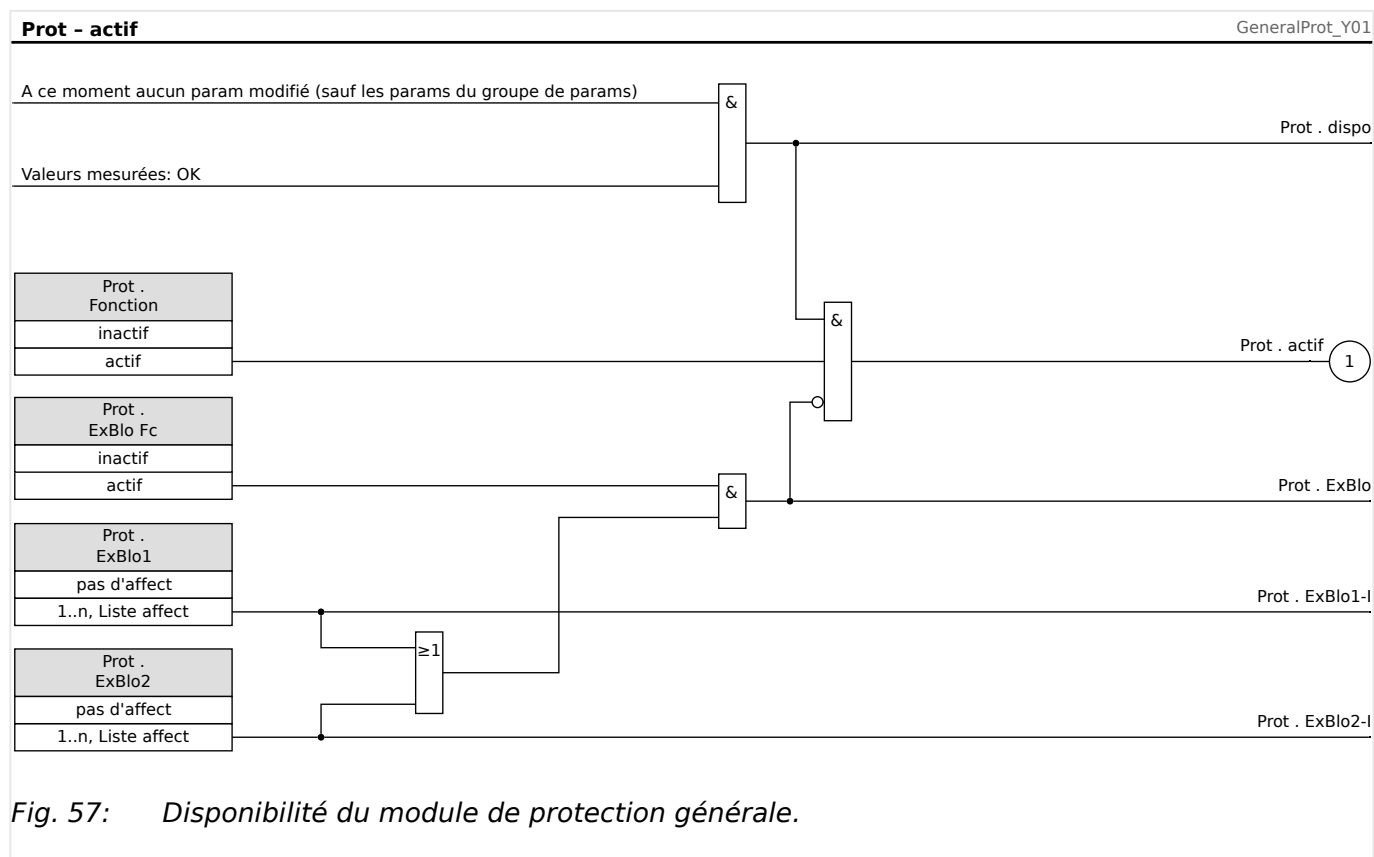 Prot – actif
GeneralProt_Y01
A ce moment aucun param modifié (sauf les params du groupe de params)
&
Prot . dispo
Valeurs mesurées: OK
Prot .
Fonction
inactif
actif
&
Prot . actif
1
Prot .
ExBlo Fc
inactif
actif
&
Prot . ExBlo
Prot .
ExBlo1
pas d'affect
1..n, Liste affect
Prot . ExBlo1-I
≥1
Prot .
ExBlo2
pas d'affect
1..n, Liste affect
Prot . ExBlo2-I
Fig. 57: Disponibilité du module de protection générale.